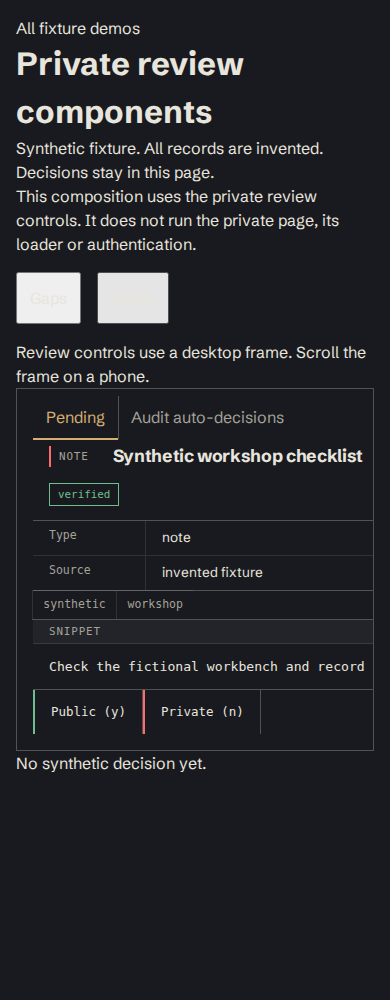 All fixture demos
Private review
components
Synthetic fixture. All records are invented.
Decisions stay in this page.
This composition uses the private review
controls. It does not run the private page, its
loader or authentication.
Gaps
Review controls use a desktop frame. Scroll the
frame on a phone.
Pending Audit auto-decisions
NOTE Synthetic workshop checklist
verified
Type note
Source invented fixture
synthetic workshop
SNIPPET
Check the fictional workbench and record
Public (y) Private (n)
No synthetic decision yet.